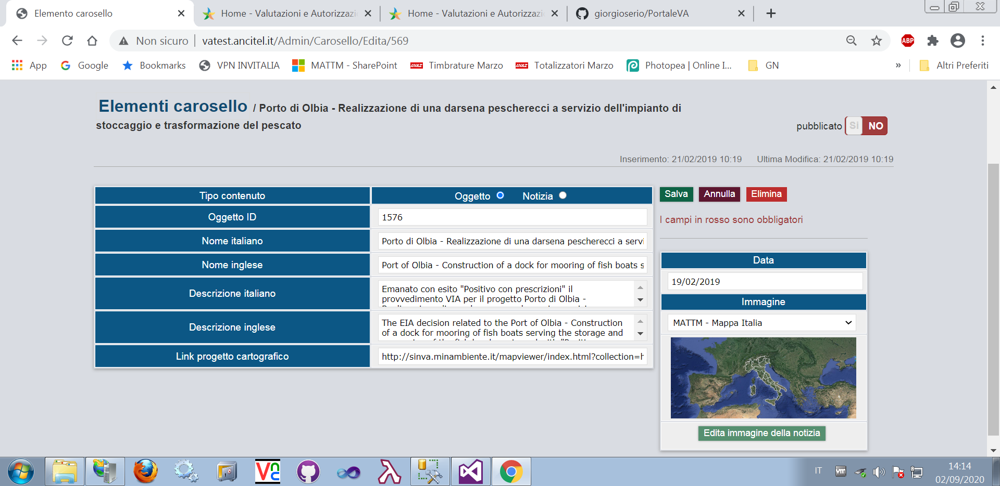 Elemento carosello
Home - Valutazioni e Autorizzazi
Home - Valutazioni e Autorizzazi
giorgioserio/PortaleVA
Non sicuro
vatest.ancitel.it/Admin/Carosello/Edita/569
ABP
App
Google
Bookmarks
VPN INVITALIA
MATTM - SharePoint
Timbrature Marzo
Totalizzatori Marzo
Photopea | Online I...
GN
»
Altri Preferiti
Elementi carosello / Porto di Olbia - Realizzazione di una darsena pescherecci a servizio dell'impianto di
stoccaggio e trasformazione del pescato
pubblicato Si NO
Inserimento: 21/02/2019 10:19 Ultima Modifica: 21/02/2019 10:19
Tipo contenuto
Oggetto Notizia
Oggetto ID
1576
Nome italiano
Porto di Olbia - Realizzazione di una darsena pescherecci a servi
Nome inglese
Port of Olbia - Construction of a dock for mooring of fish boats s
Descrizione italiano
Emanato con esito "Positivo con prescrizioni" il
provvedimento VIA per il progetto Porto di Olbia -
Descrizione inglese
The EIA decision related to the Port of Olbia - Construction
of a dock for mooring of fish boats serving the storage and
Link progetto cartografico
http://sinva.minambiente.it/mapviewer/index.html?collection=h
Salva Annulla Elimina
I campi in rosso sono obbligatori
Data
19/02/2019
Immagine
MATTM - Mappa Italia
Edita immagine della notizia
IT
14:14
02/09/2020